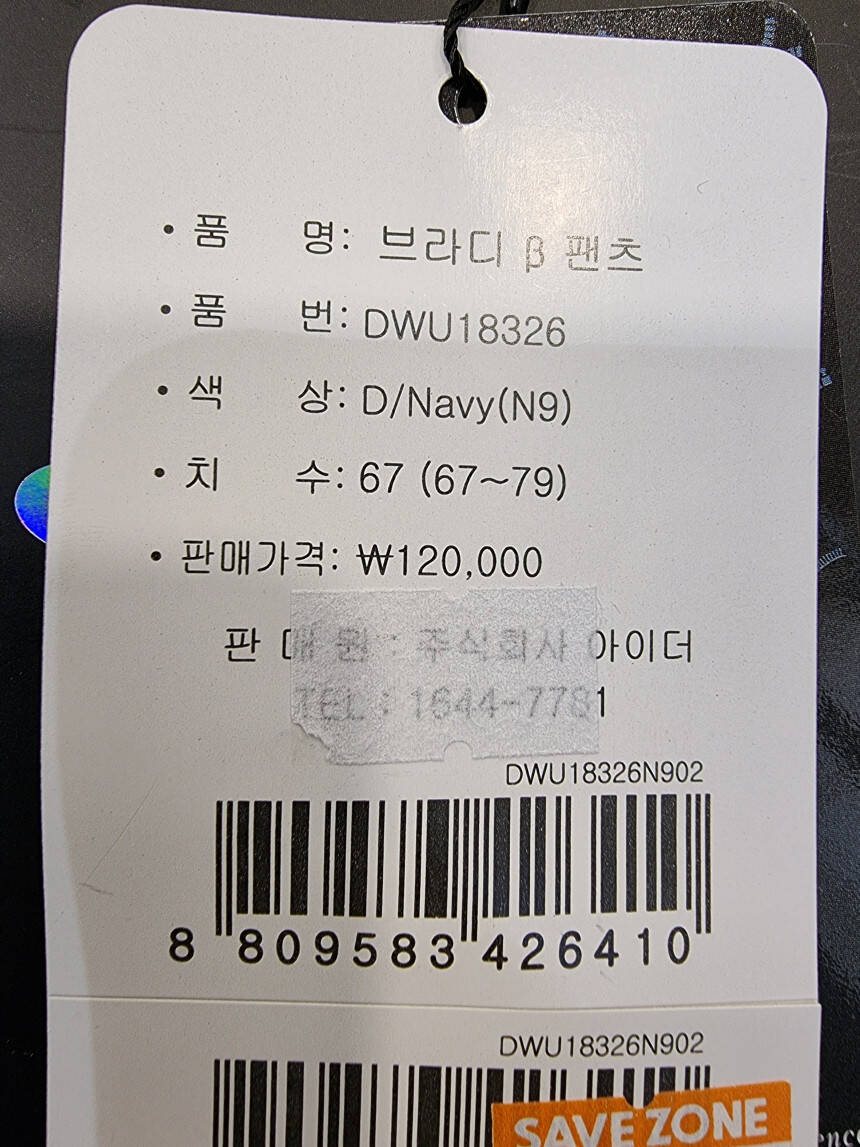 • 품 명: 브라디 β 팬츠
• 품 번: DWU18326
• 색 상: D/Navy(N9)
• 치 수: 67 (67~79)
• 판매가격: ₩120,000
판 매 원 : 주식회사 아이더
TEL : 1644-7781
DWU18326N902
8 809583 426410
DWU18326N902
SAVE ZONE